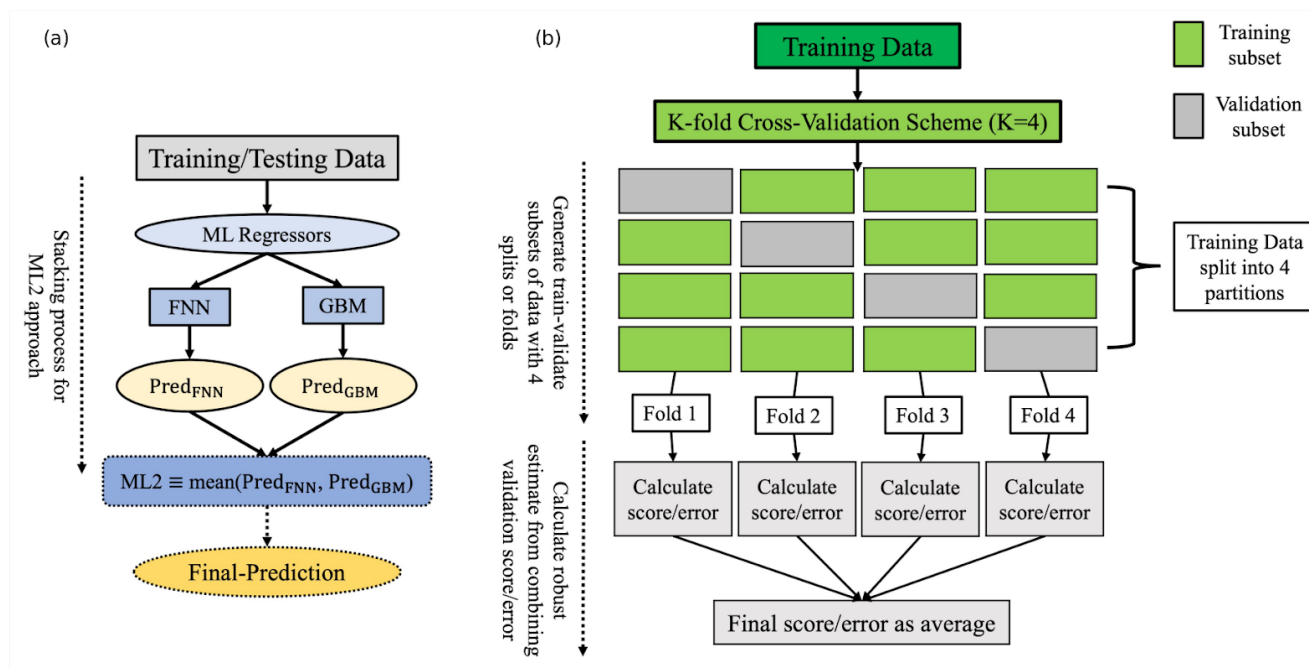 (a)
Training/Testing Data
ML Regressors
FNN
GBM
Pred_FNN
Pred_GBM
ML2 ≡ mean(Pred_FNN, Pred_GBM)
Final-Prediction
Stacking process for
ML2 approach
(b)
Training Data
K-fold Cross-Validation Scheme (K=4)
Training
subset
Validation
subset
Generate train-validate
subsets of data with 4
splits or folds
Training Data
split into 4
partitions
Fold 1
Fold 2
Fold 3
Fold 4
Calculate
score/error
Calculate
score/error
Calculate
score/error
Calculate
score/error
Calculate robust
estimate from combining
validation score/error
Final score/error as average